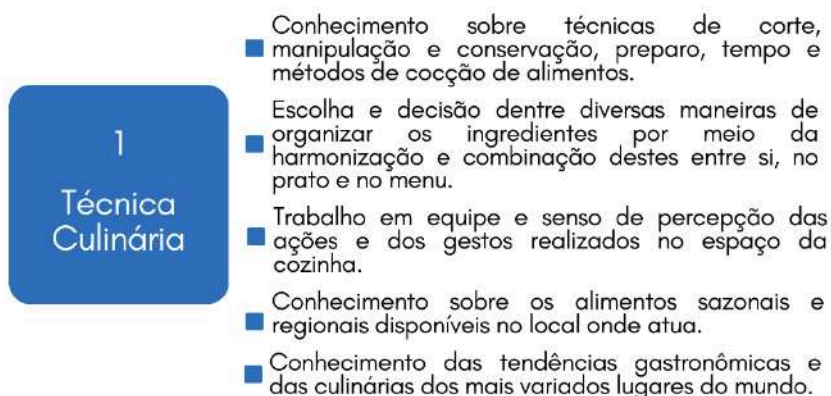 1
Técnica
Culinária
Conhecimento sobre técnicas de corte,
manipulação e conservação, preparo, tempo e
métodos de cocção de alimentos.
Escolha e decisão dentre diversas maneiras de
organizar os ingredientes por meio da
harmonização e combinação destes entre si, no
prato e no menu.
Trabalho em equipe e senso de percepção das
ações e dos gestos realizados no espaço da
cozinha.
Conhecimento sobre os alimentos sazonais e
regionais disponíveis no local onde atua.
Conhecimento das tendências gastronômicas e
das culinárias dos mais variados lugares do mundo.